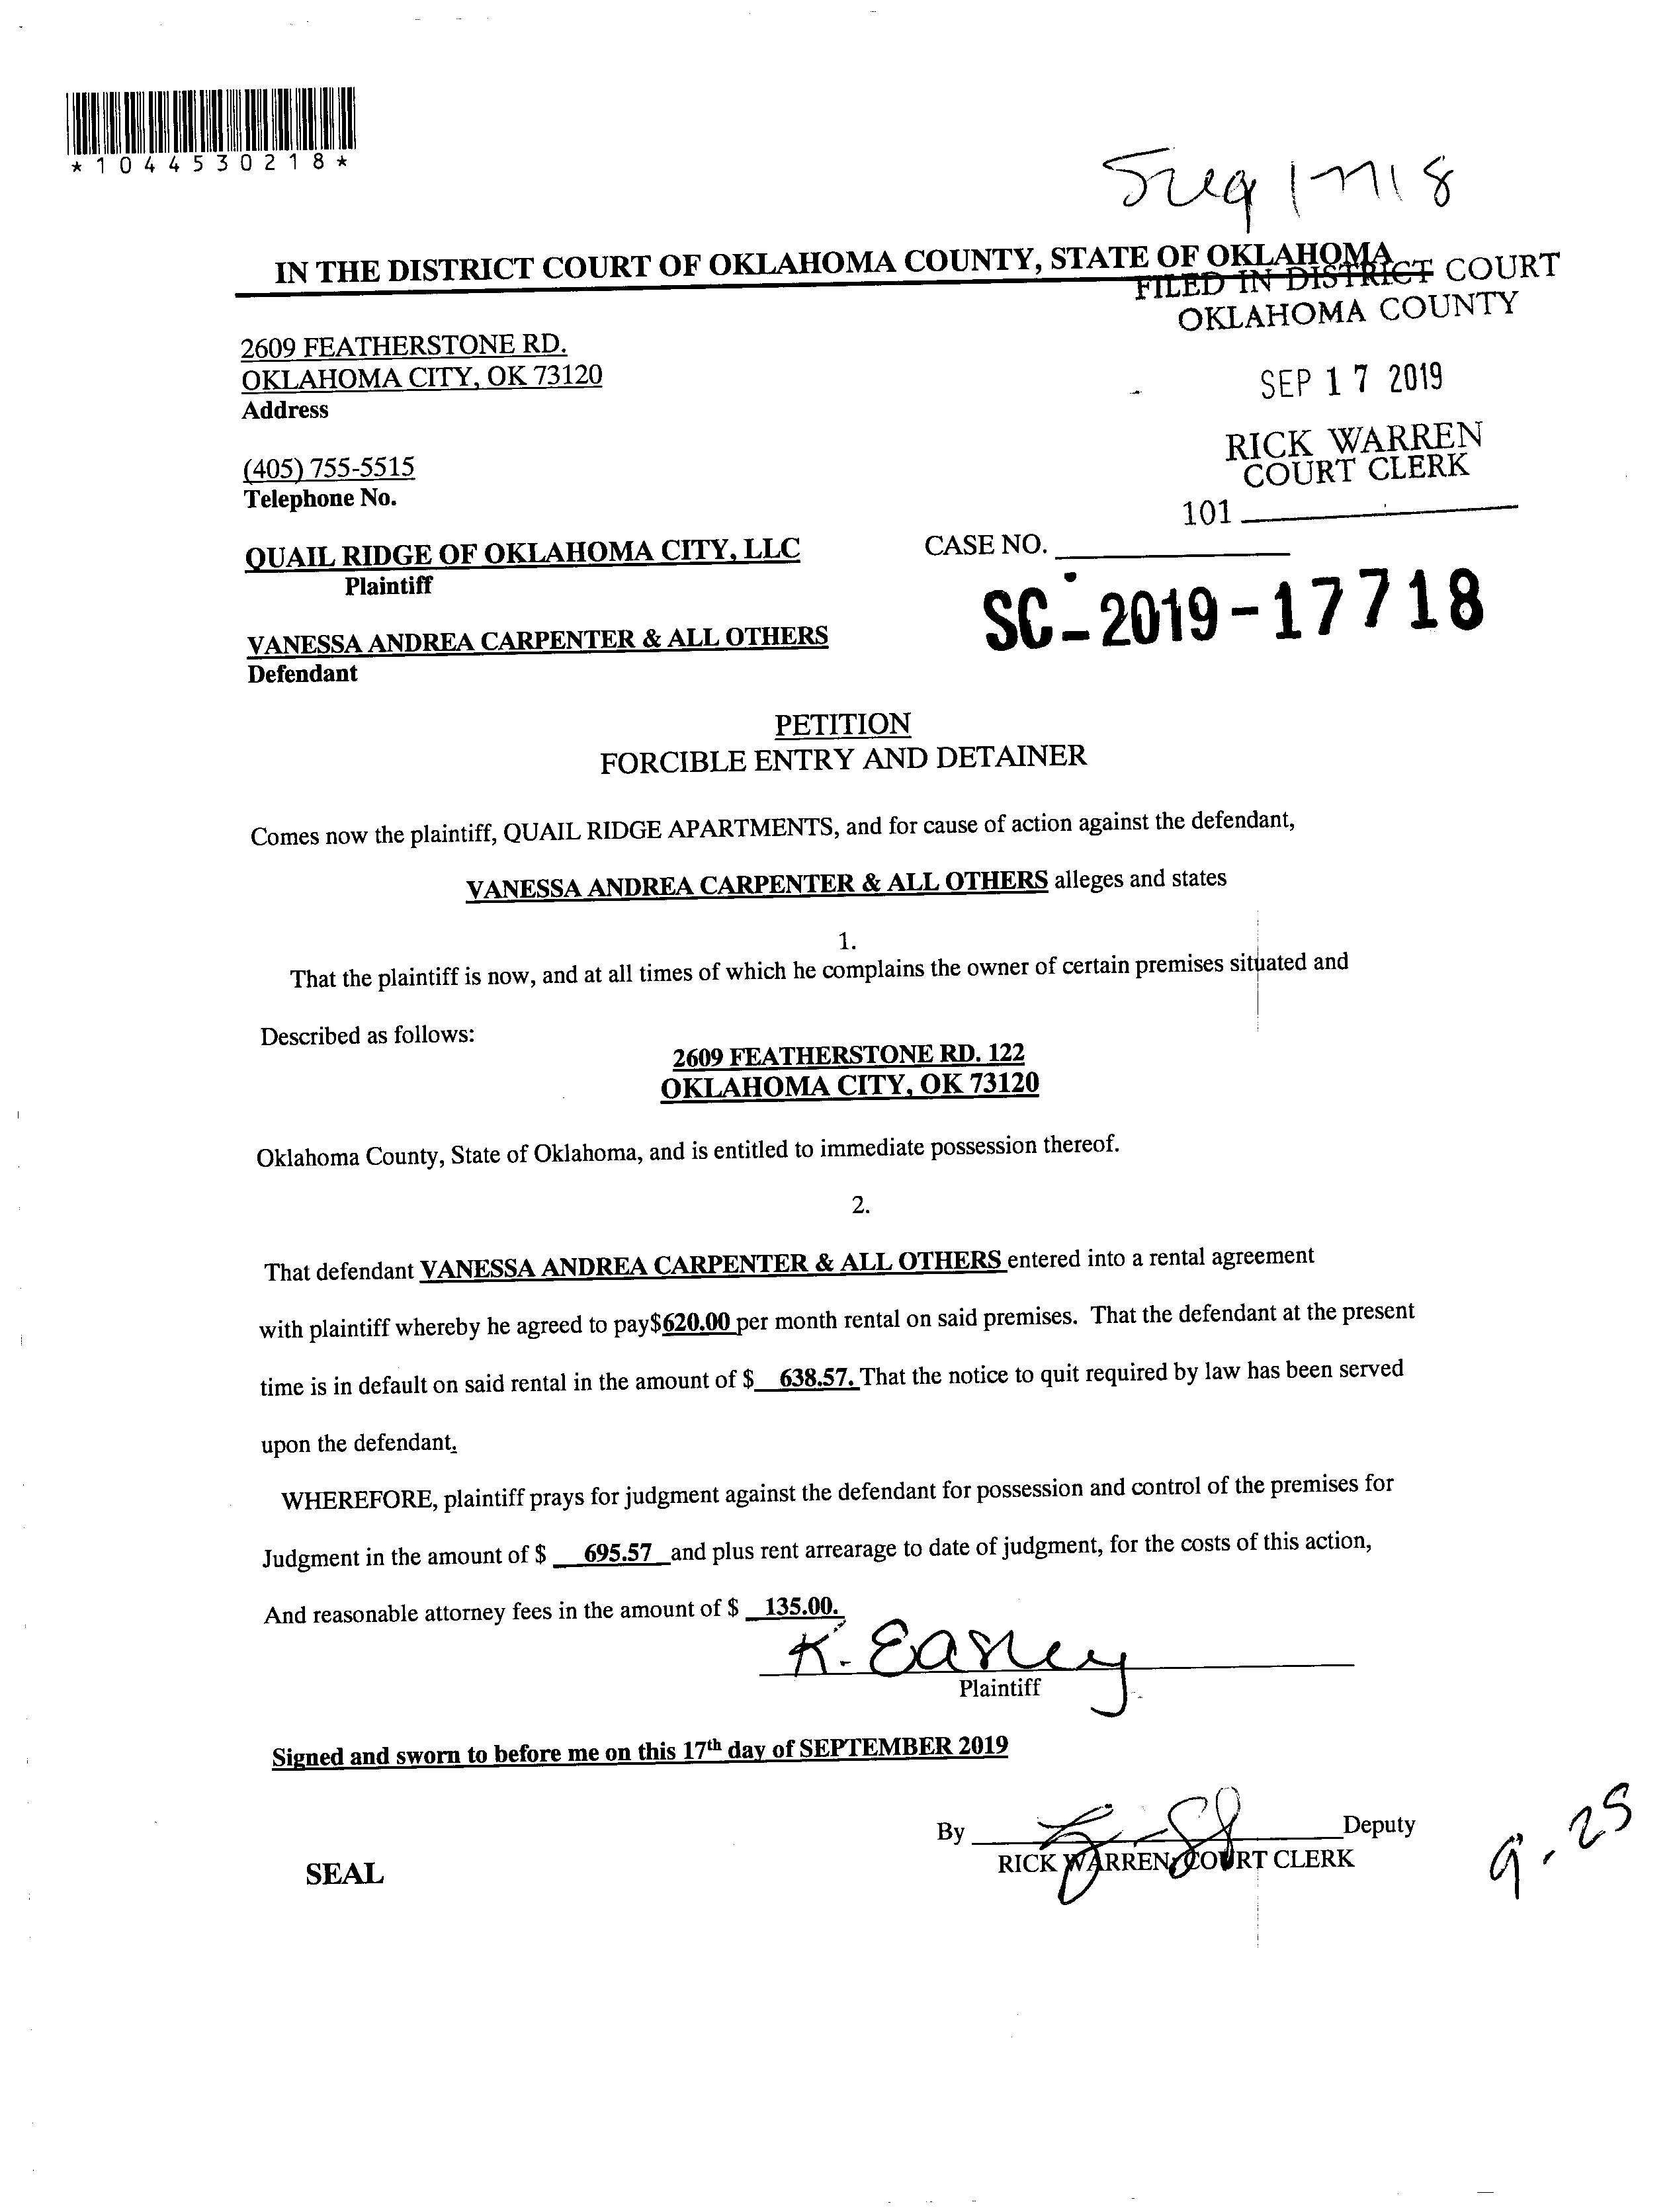 *1044530218*
IN THE DISTRICT COURT OF OKLAHOMA COUNTY, STATE OF OKLAHOMA
FILED IN DISTRICT COURT
OKLAHOMA COUNTY
2609 FEATHERSTONE RD.
OKLAHOMA CITY, OK 73120
Address
SEP 17 2019
(405) 755-5515
Telephone No.
RICK WARREN
COURT CLERK
101
QUAIL RIDGE OF OKLAHOMA CITY, LLC
Plaintiff
CASE NO.
SC-2019-17718
VANESSA ANDREA CARPENTER & ALL OTHERS
Defendant
PETITION
FORCIBLE ENTRY AND DETAINER
Comes now the plaintiff, QUAIL RIDGE APARTMENTS, and for cause of action against the defendant,
VANESSA ANDREA CARPENTER & ALL OTHERS alleges and states
1.
That the plaintiff is now, and at all times of which he complains the owner of certain premises situated and
Described as follows:
2609 FEATHERSTONE RD. 122
OKLAHOMA CITY, OK 73120
Oklahoma County, State of Oklahoma, and is entitled to immediate possession thereof.
2.
That defendant VANESSA ANDREA CARPENTER & ALL OTHERS entered into a rental agreement
with plaintiff whereby he agreed to pay$620.00 per month rental on said premises. That the defendant at the present
time is in default on said rental in the amount of $ 638.57. That the notice to quit required by law has been served
upon the defendant.
WHEREFORE, plaintiff prays for judgment against the defendant for possession and control of the premises for
Judgment in the amount of $ 695.57 and plus rent arrearage to date of judgment, for the costs of this action,
And reasonable attorney fees in the amount of $ 135.00.
K. Easley
Plaintiff
Signed and sworn to before me on this 17th day of SEPTEMBER 2019
By Deputy
RICK WARREN, COURT CLERK
SEAL
9.25